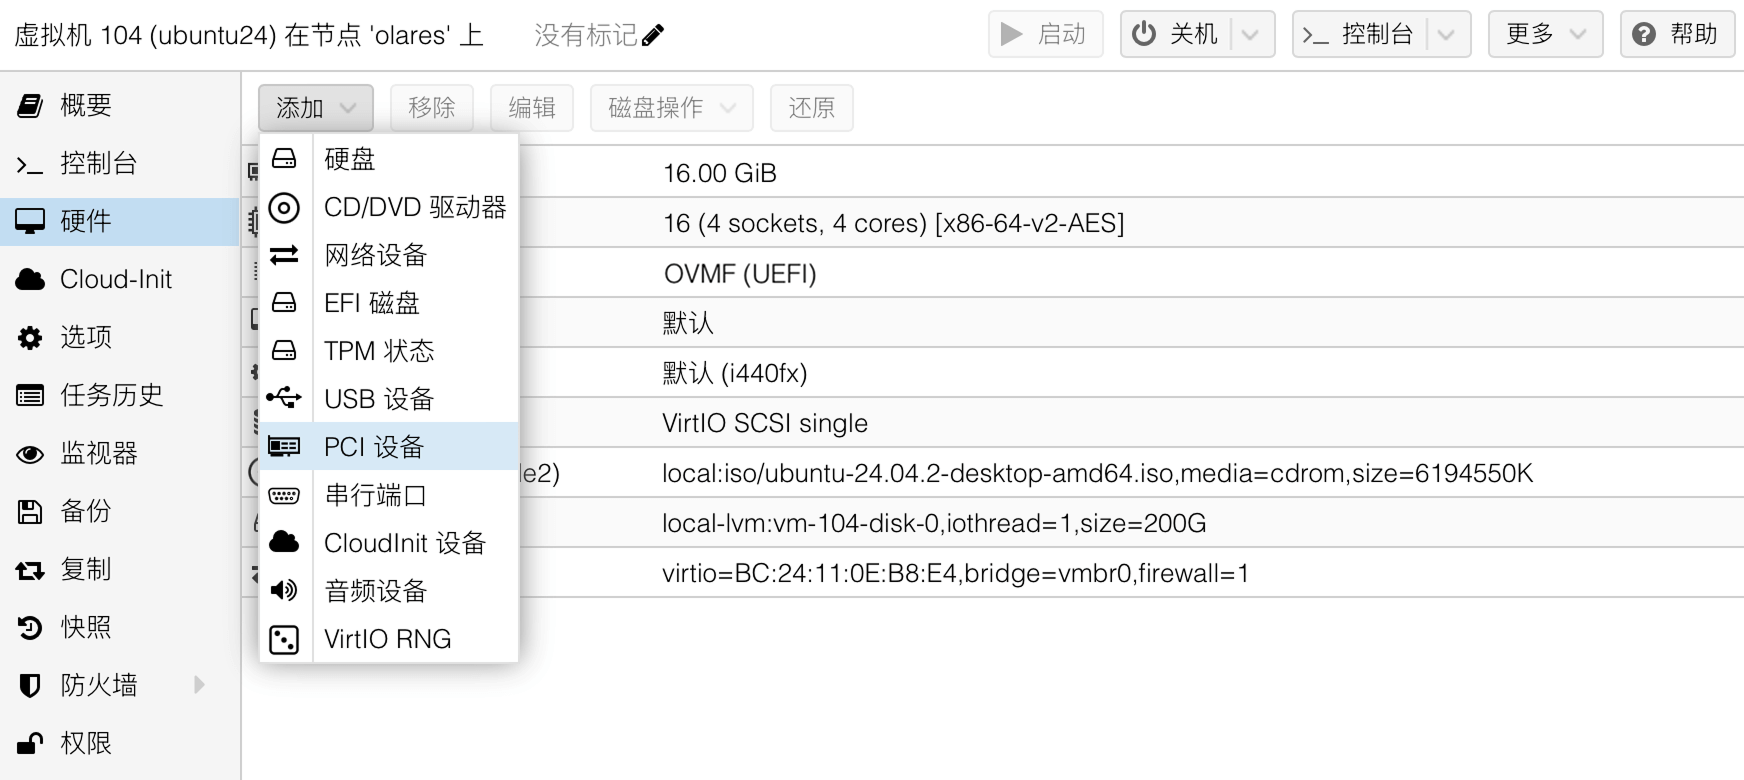 虚拟机 104 (ubuntu24) 在节点 'olares' 上 没有标记 启动 关机 控制台 更多 帮助
概要
控制台
硬件
Cloud-Init
选项
任务历史
监视器
备份
复制
快照
防火墙
权限
添加 移除 编辑 磁盘操作 还原
硬盘
CD/DVD 驱动器
网络设备
EFI 磁盘
TPM 状态
USB 设备
PCI 设备
串行端口
CloudInit 设备
音频设备
VirtIO RNG
16.00 GiB
16 (4 sockets, 4 cores) [x86-64-v2-AES]
OVMF (UEFI)
默认
默认 (i440fx)
VirtIO SCSI single
e2) local:iso/ubuntu-24.04.2-desktop-amd64.iso,media=cdrom,size=6194550K
local-lvm:vm-104-disk-0,iothread=1,size=200G
virtio=BC:24:11:0E:B8:E4,bridge=vmbr0,firewall=1